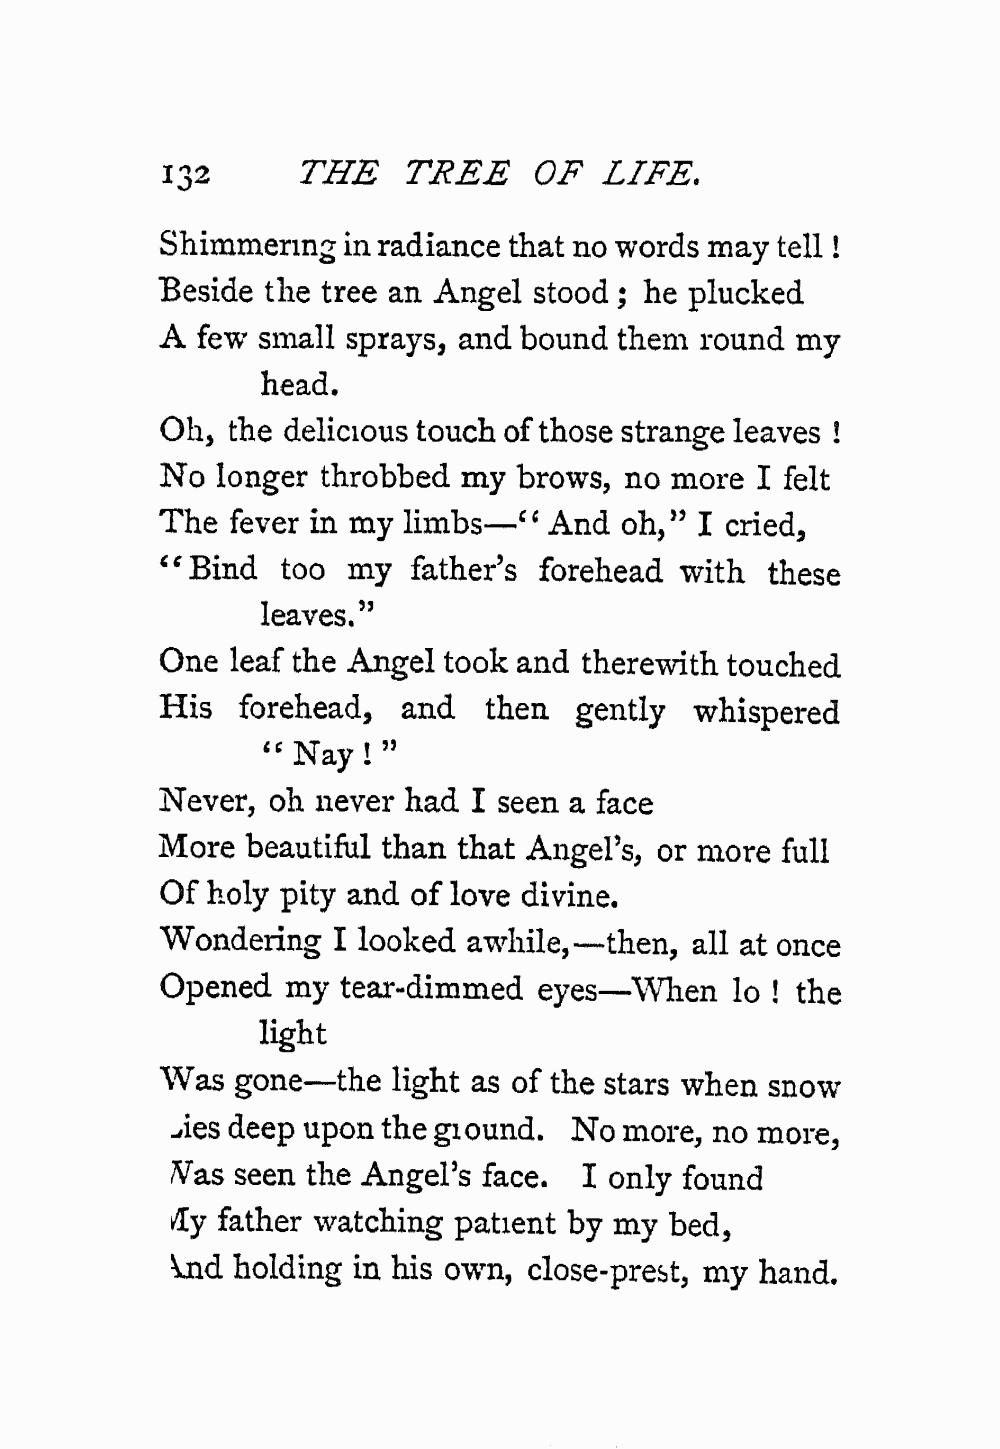 132 THE TREE OF LIFE.
Shimmering in radiance that no words may tell !
Beside the tree an Angel stood ; he plucked
A few small sprays, and bound them round my
head.
Oh, the delicious touch of those strange leaves !
No longer throbbed my brows, no more I felt
The fever in my limbs—“ And oh,” I cried,
“Bind too my father’s forehead with these
leaves.”
One leaf the Angel took and therewith touched
His forehead, and then gently whispered
“ Nay ! ”
Never, oh never had I seen a face
More beautiful than that Angel’s, or more full
Of holy pity and of love divine.
Wondering I looked awhile,—then, all at once
Opened my tear-dimmed eyes—When lo ! the
light
Was gone—the light as of the stars when snow
Lies deep upon the ground. No more, no more,
Was seen the Angel’s face. I only found
My father watching patient by my bed,
And holding in his own, close-prest, my hand.